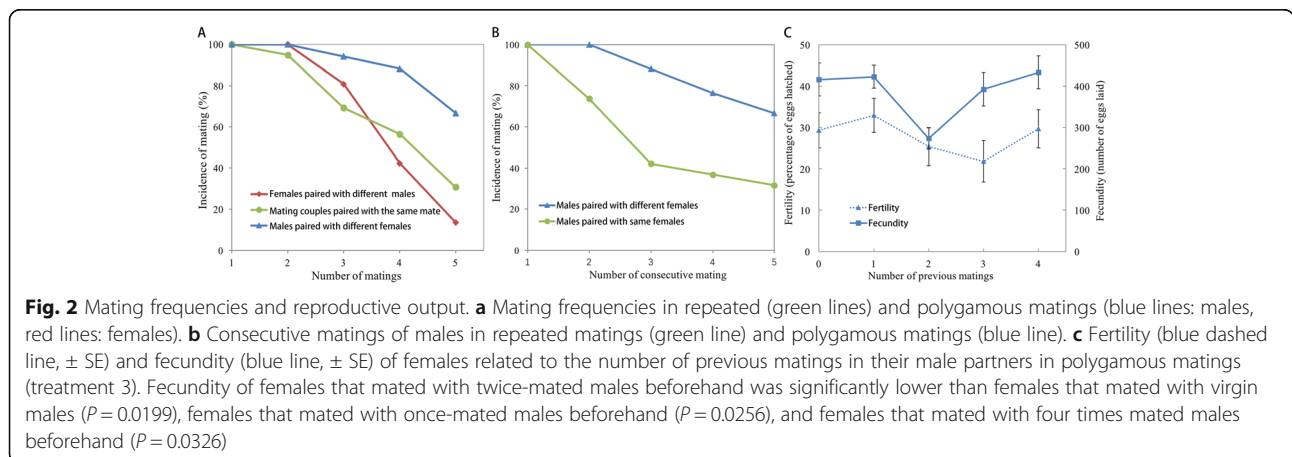 A
B
C
100
80
60
40
20
0
Incidence of mating (%)
1 2 3 4 5
Number of matings
Females paired with different males
Mating couples paired with the same mate
Males paired with different females
100
80
60
40
20
0
Incidence of mating (%)
1 2 3 4 5
Number of consecutive mating
Males paired with different females
Males paired with same females
50
40
30
20
10
0
Fertility (percentage of eggs hatched)
500
400
300
200
100
0
Fecundity (number of eggs laid)
0 1 2 3 4
Number of previous matings
Fertility
Fecundity
Fig. 2 Mating frequencies and reproductive output. a Mating frequencies in repeated (green lines) and polygamous matings (blue lines: males,
red lines: females). b Consecutive matings of males in repeated matings (green line) and polygamous matings (blue line). c Fertility (blue dashed
line, ± SE) and fecundity (blue line, ± SE) of females related to the number of previous matings in their male partners in polygamous matings
(treatment 3). Fecundity of females that mated with twice-mated males beforehand was significantly lower than females that mated with virgin
males (P = 0.0199), females that mated with once-mated males beforehand (P = 0.0256), and females that mated with four times mated males
beforehand (P = 0.0326)